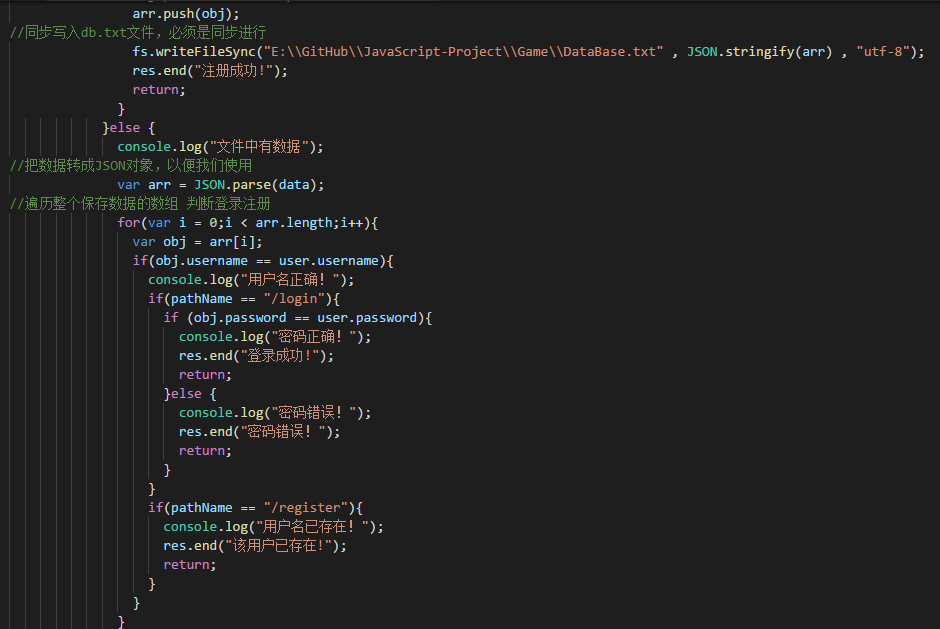 arr.push(obj);
//同步写入db.txt文件，必须是同步进行
fs.writeFileSync("E:\\GitHub\\JavaScript-Project\\Game\\DataBase.txt" , JSON.stringify(arr) , "utf-8");
res.end("注册成功!");
return;
}
}else {
console.log("文件中有数据");
//把数据转成JSON对象，以便我们使用
var arr = JSON.parse(data);
//遍历整个保存数据的数组 判断登录注册
for(var i = 0;i < arr.length;i++){
var obj = arr[i];
if(obj.username == user.username){
console.log("用户名正确！");
if(pathName == "/login"){
if (obj.password == user.password){
console.log("密码正确！");
res.end("登录成功!");
return;
}else {
console.log("密码错误！");
res.end("密码错误！");
return;
}
}
if(pathName == "/register"){
console.log("用户名已存在！");
res.end("该用户已存在!");
return;
}
}
}